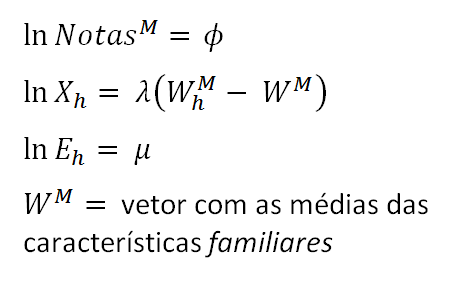 ln Notas^M = ϕ
ln X_h = λ(W_h^M − W^M)
ln E_h = μ
W^M = vetor com as médias das
características familiares